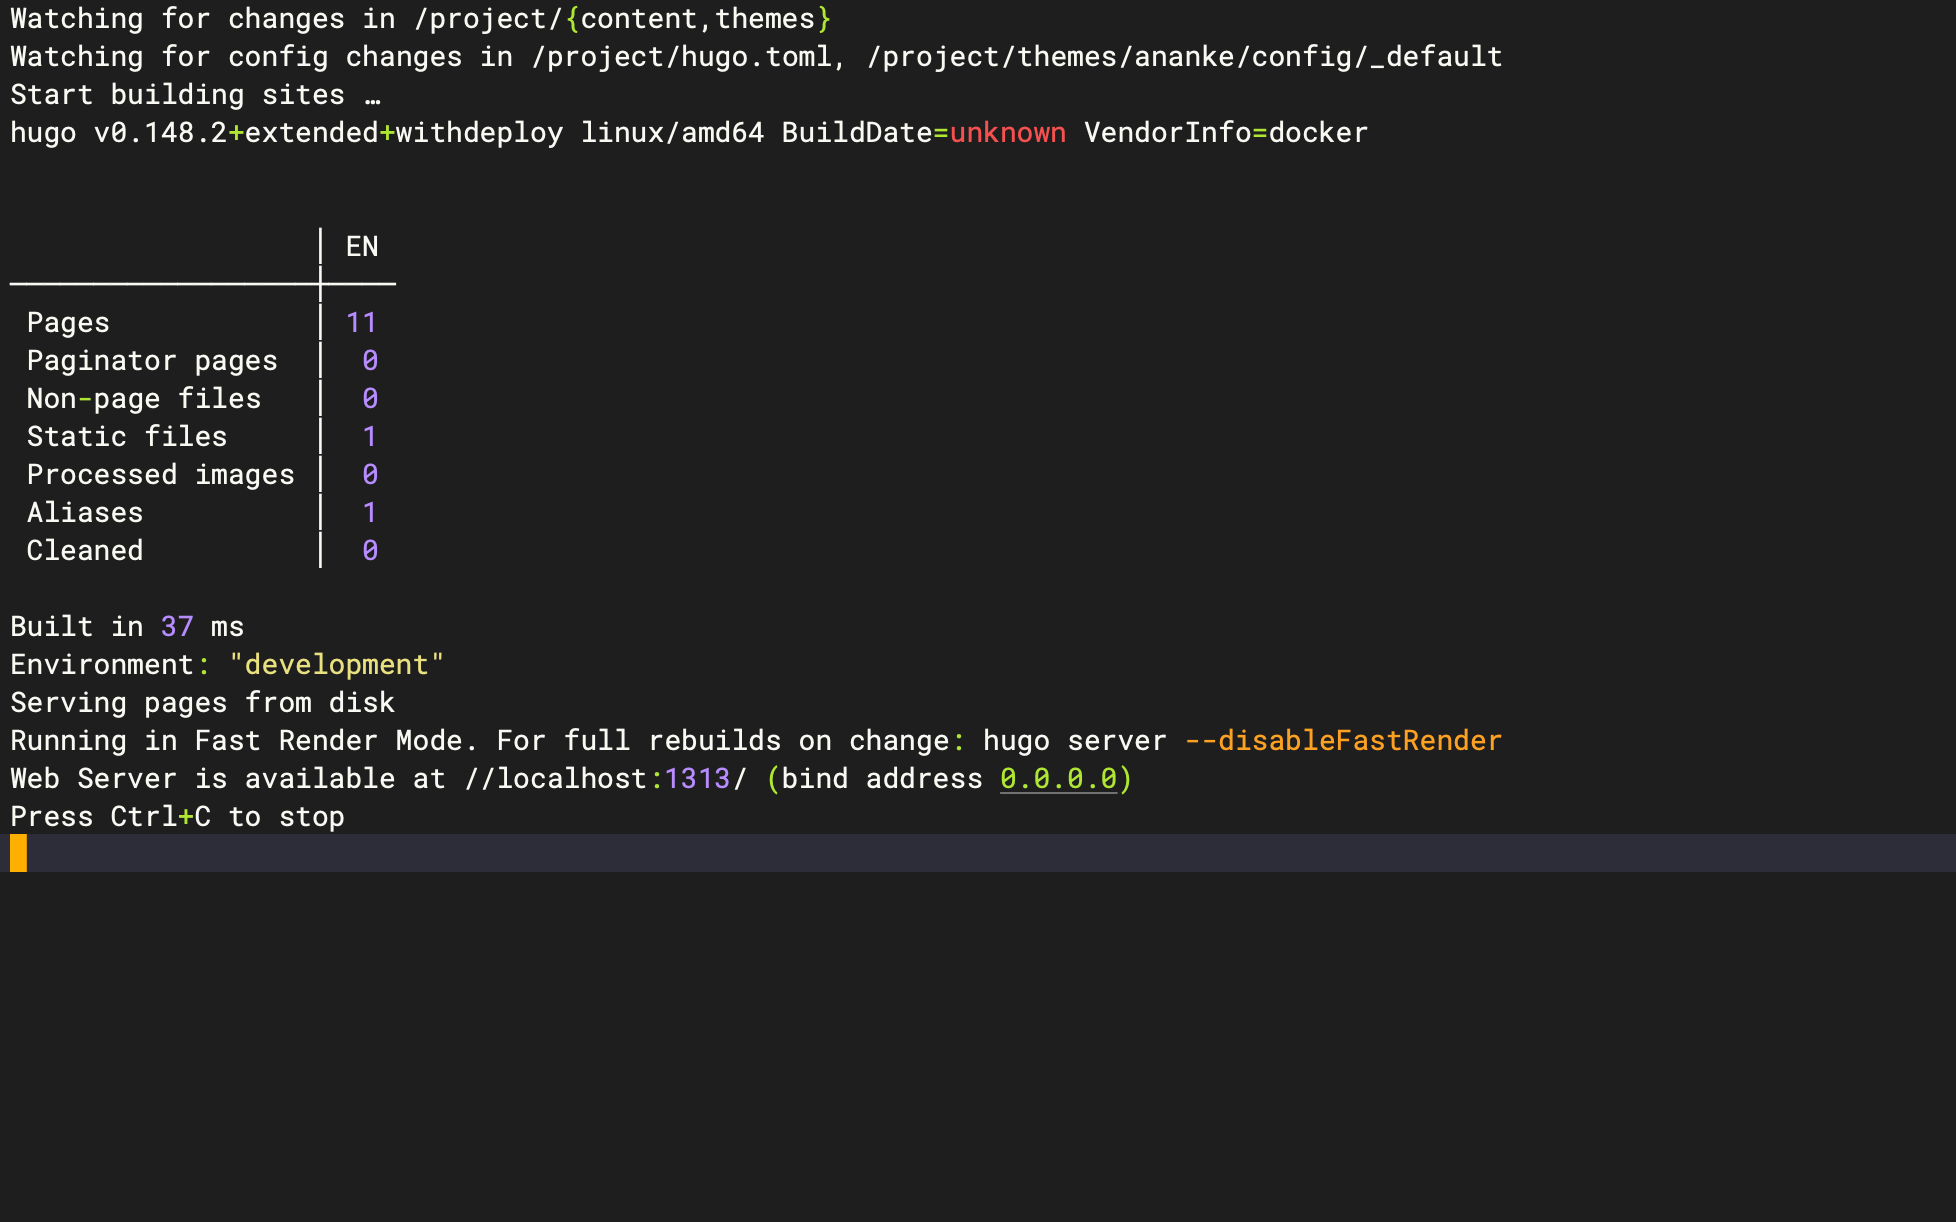 Watching for changes in /project/{content,themes}
Watching for config changes in /project/hugo.toml, /project/themes/ananke/config/_default
Start building sites …
hugo v0.148.2+extended+withdeploy linux/amd64 BuildDate=unknown VendorInfo=docker
│ EN
Pages │ 11
Paginator pages │ 0
Non-page files │ 0
Static files │ 1
Processed images │ 0
Aliases │ 1
Cleaned │ 0
Built in 37 ms
Environment: "development"
Serving pages from disk
Running in Fast Render Mode. For full rebuilds on change: hugo server --disableFastRender
Web Server is available at //localhost:1313/ (bind address 0.0.0.0)
Press Ctrl+C to stop